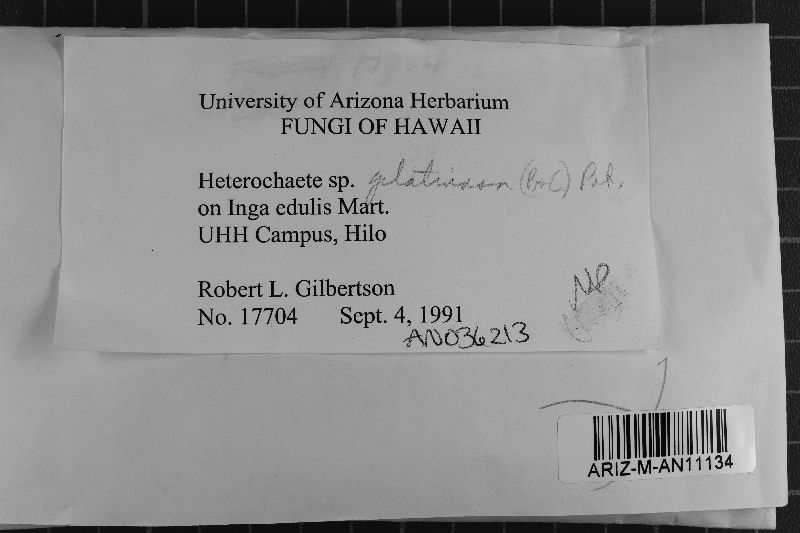 University of Arizona Herbarium
FUNGI OF HAWAII
Heterochaete sp. gelatinosa (B+C) Pat.
on Inga edulis Mart.
UHH Campus, Hilo
Robert L. Gilbertson
No. 17704 Sept. 4, 1991
NP
AN036213
ARIZ-M-AN11134